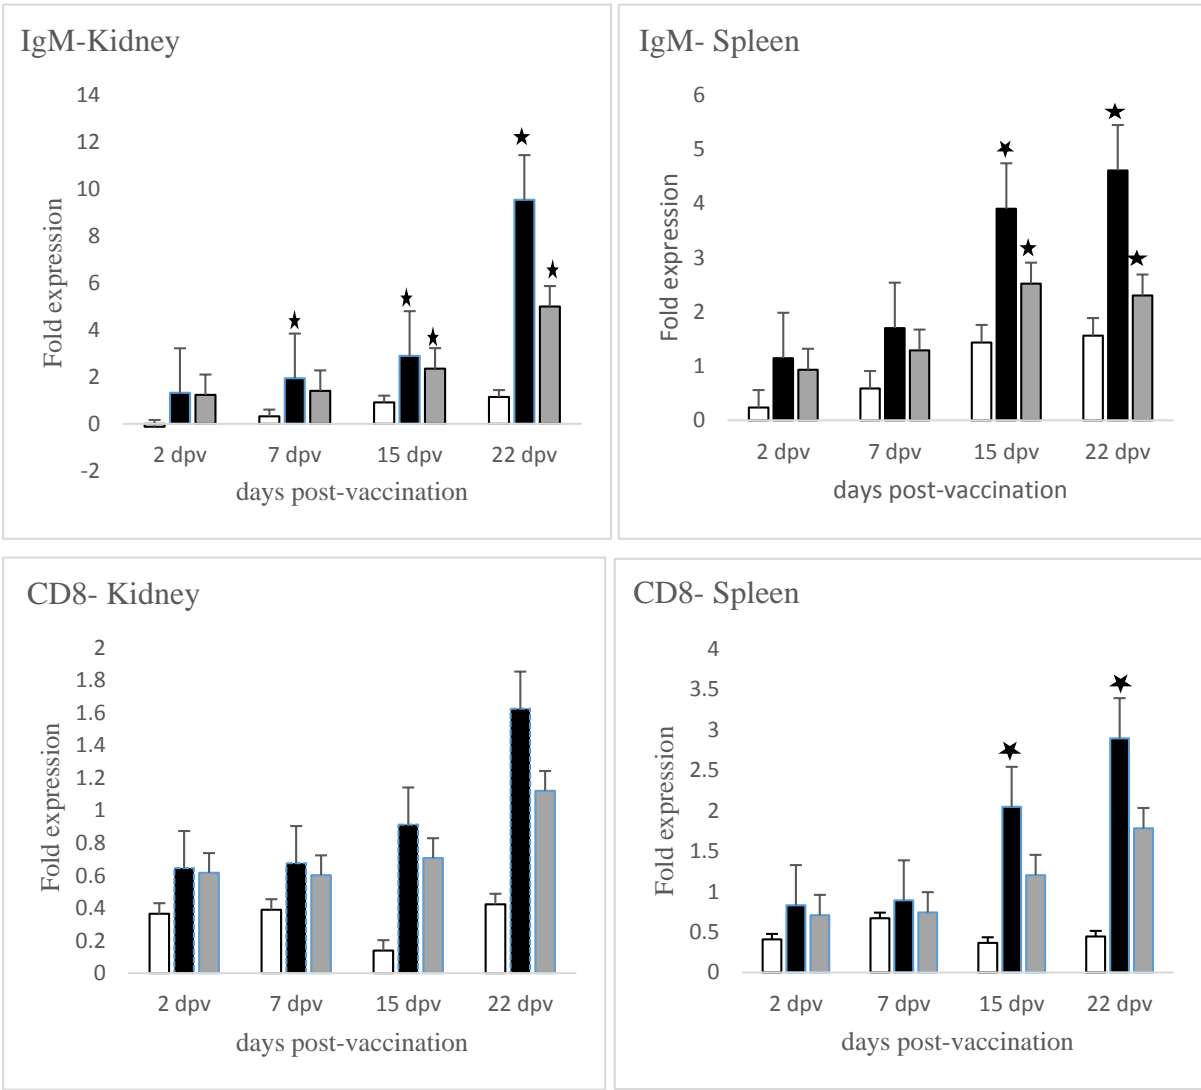 IgM-Kidney
14
12
10
8
6
4
2
0
-2
Fold expression
2 dpv 7 dpv 15 dpv 22 dpv
days post-vaccination
IgM- Spleen
6
5
4
3
2
1
0
Fold expression
2 dpv 7 dpv 15 dpv 22 dpv
days post-vaccination
CD8- Kidney
2
1.8
1.6
1.4
1.2
1
0.8
0.6
0.4
0.2
0
Fold expression
2 dpv 7 dpv 15 dpv 22 dpv
days post-vaccination
CD8- Spleen
4
3.5
3
2.5
2
1.5
1
0.5
0
Fold expression
2 dpv 7 dpv 15 dpv 22 dpv
days post-vaccination